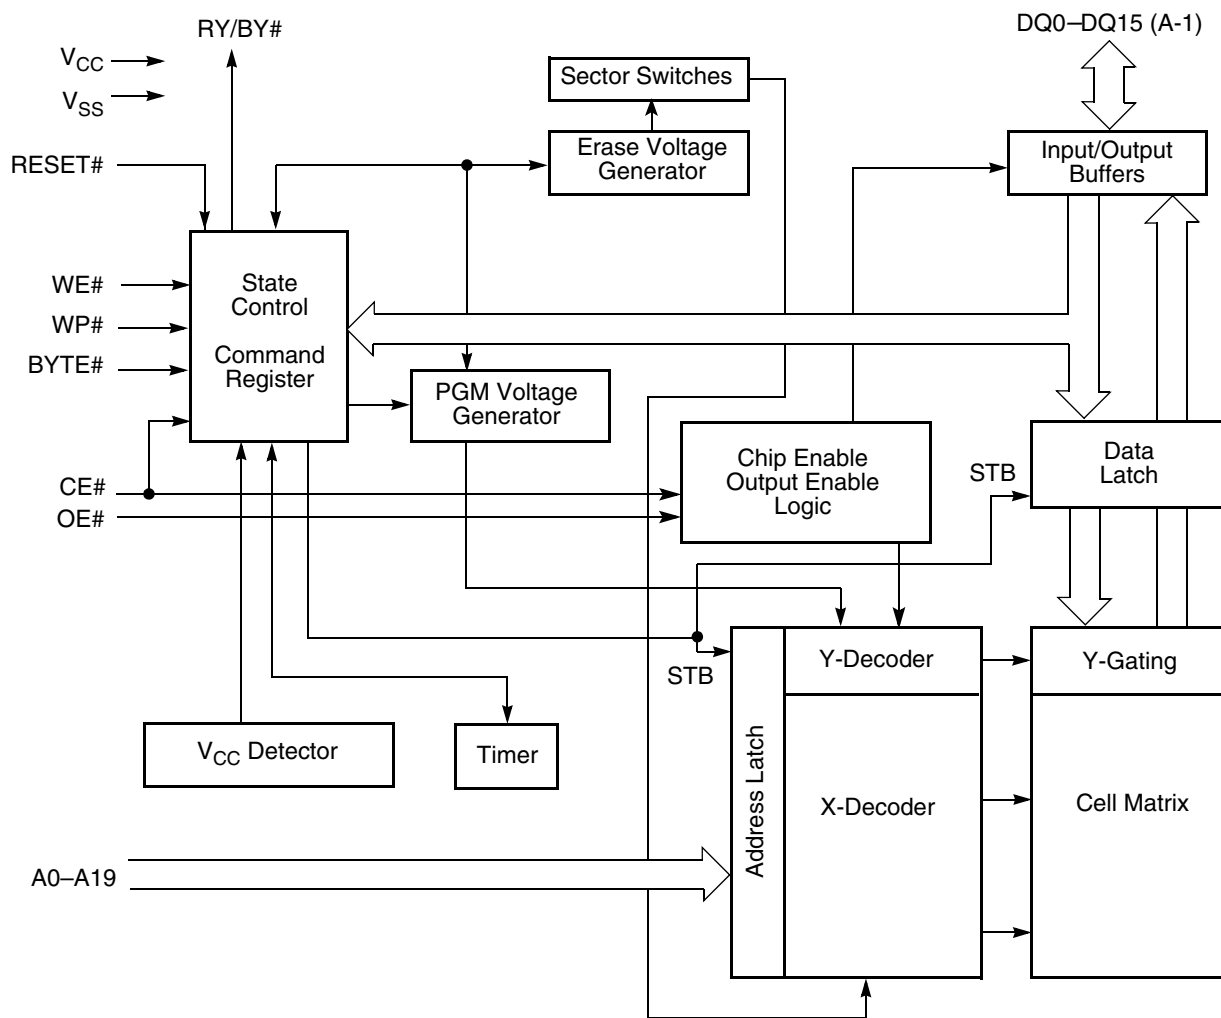 RY/BY#
DQ0–DQ15 (A-1)
VCC
VSS
Sector Switches
RESET#
Erase Voltage
Generator
Input/Output
Buffers
WE#
WP#
BYTE#
State
Control
Command
Register
PGM Voltage
Generator
CE#
OE#
Chip Enable
Output Enable
Logic
STB
Data
Latch
STB
Y-Decoder
Y-Gating
VCC Detector
Timer
Address Latch
X-Decoder
Cell Matrix
A0–A19